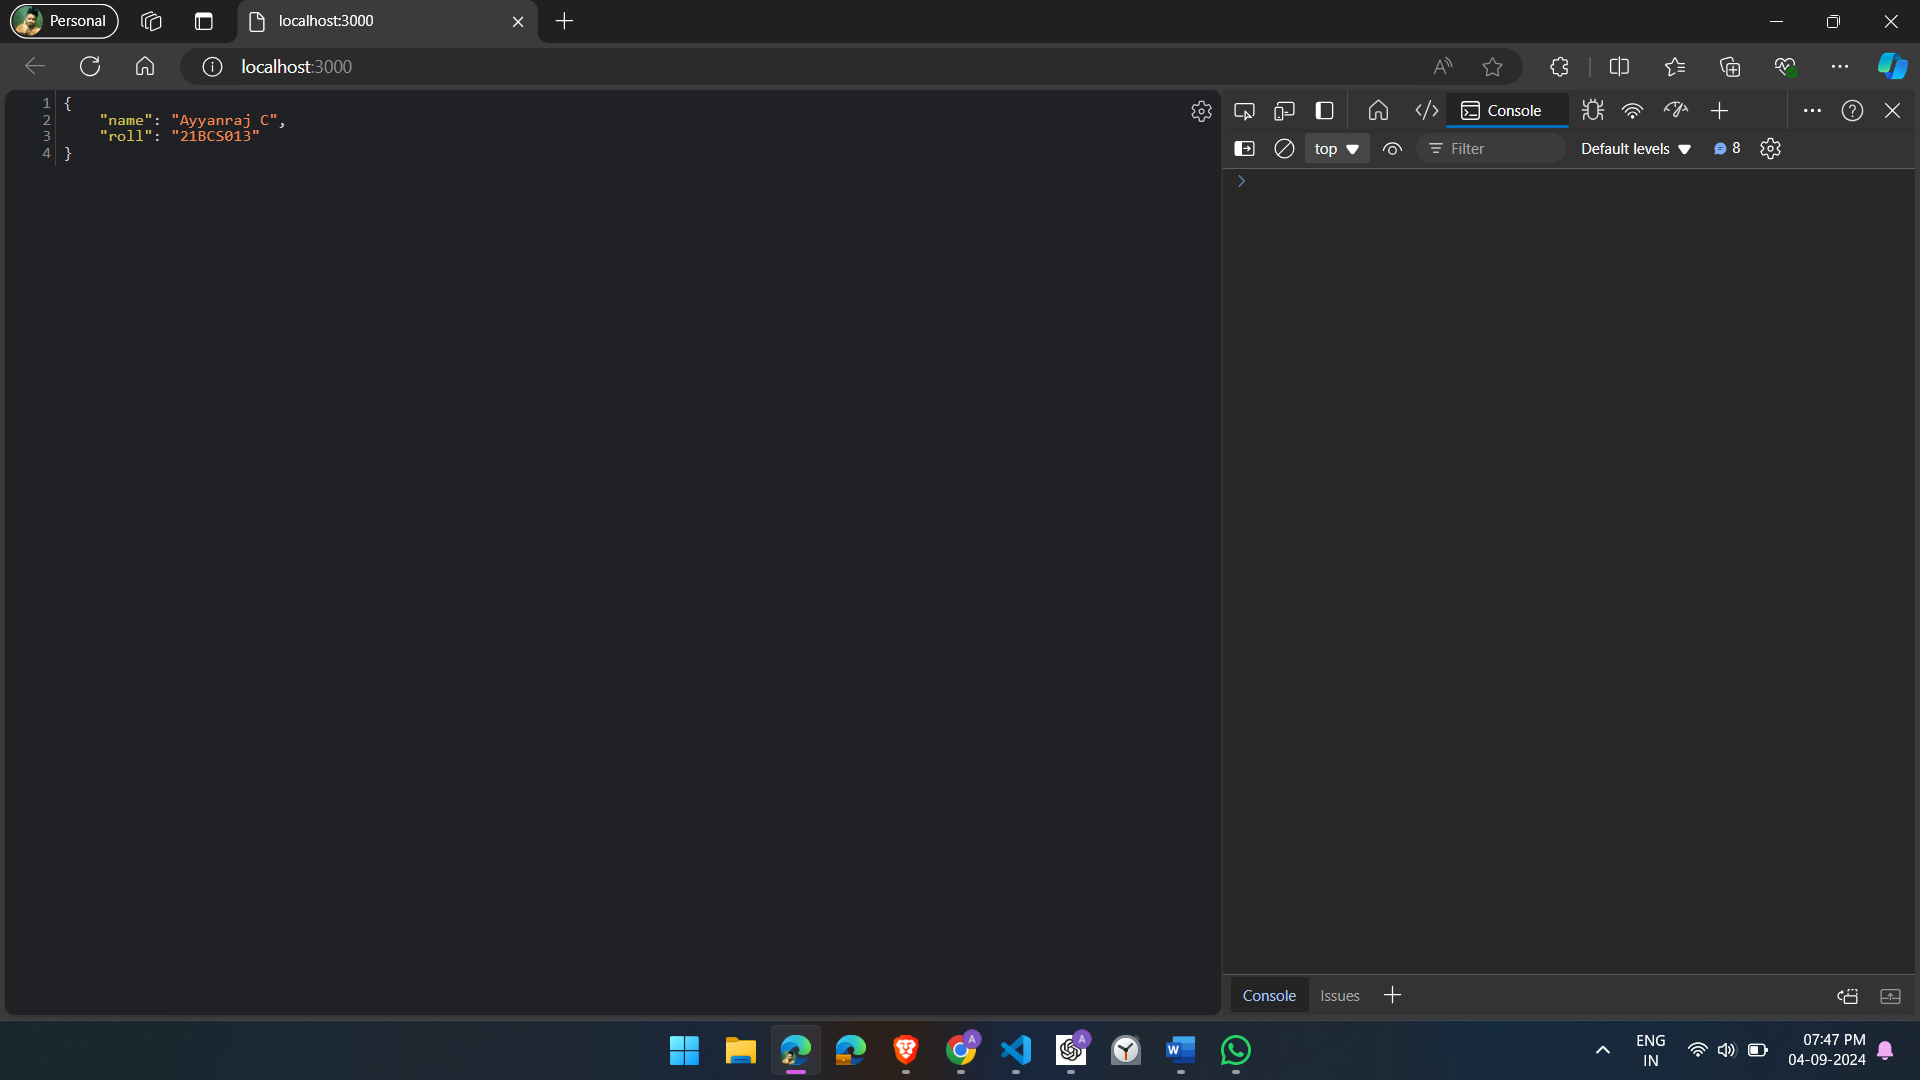 Personal
localhost:3000
localhost:3000
1 {
2 "name": "Ayyanraj C",
3 "roll": "21BCS013"
4 }
Console
top
Filter
Default levels
8
Console
Issues
A
A
W
ENG
IN
07:47 PM
04-09-2024